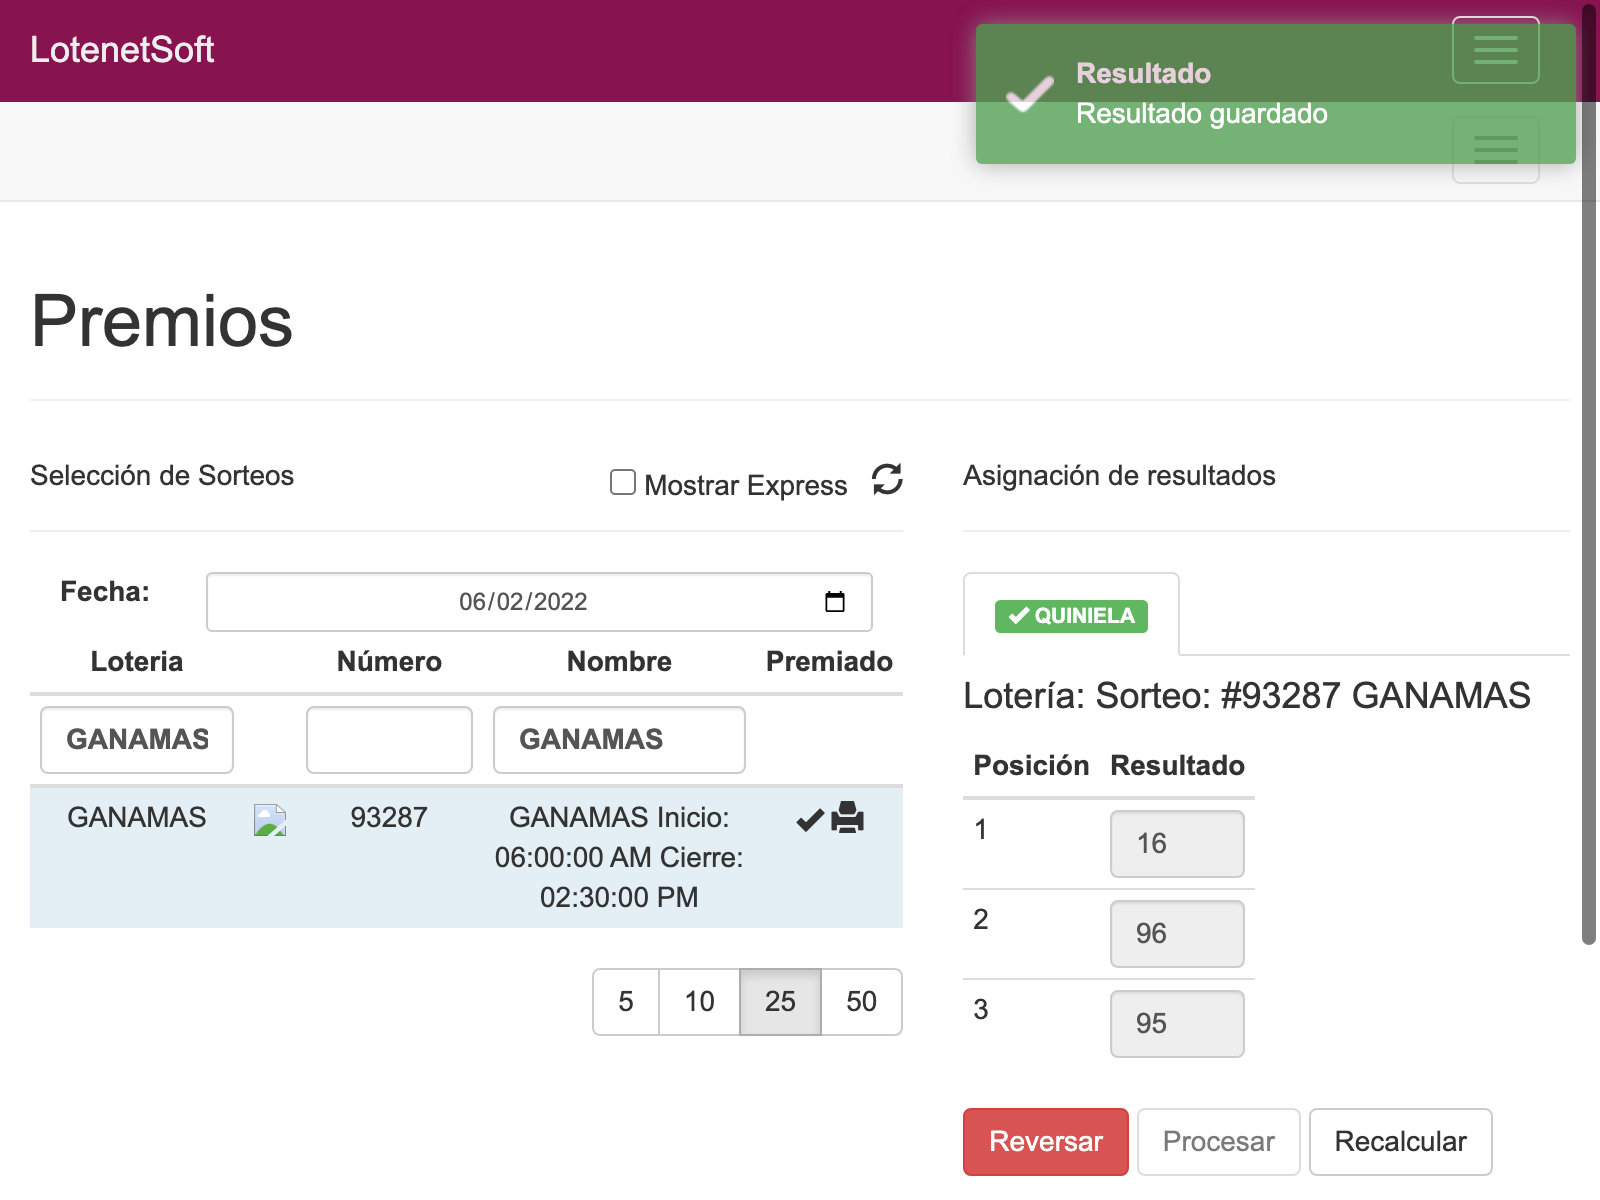 LotenetSoft
Resultado
Resultado guardado
Premios
Selección de Sorteos
Mostrar Express
Asignación de resultados
Fecha:
06/02/2022
Loteria Número Nombre Premiado
GANAMAS GANAMAS
GANAMAS 93287 GANAMAS Inicio:
06:00:00 AM Cierre:
02:30:00 PM
5 10 25 50
QUINIELA
Lotería: Sorteo: #93287 GANAMAS
Posición Resultado
1 16
2 96
3 95
Reversar Procesar Recalcular